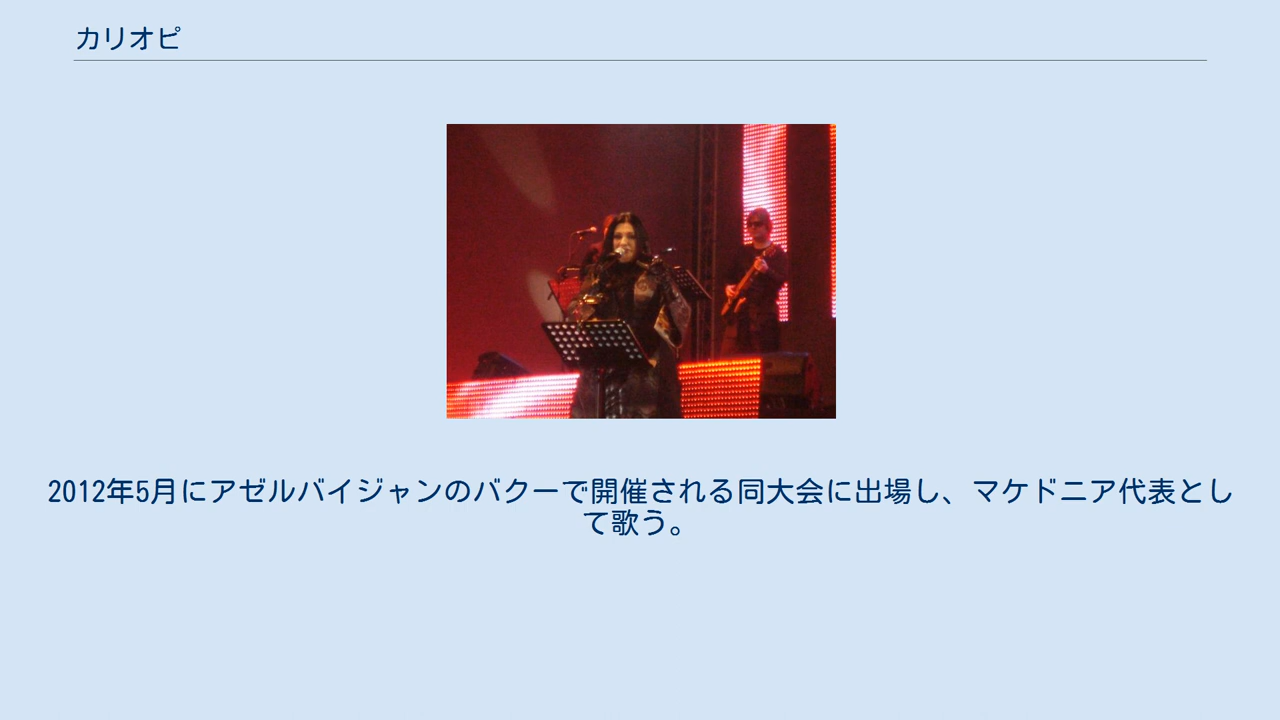 カリオピ
2012年5月にアゼルバイジャンのバクーで開催される同大会に出場し、マケドニア代表とし
て歌う。